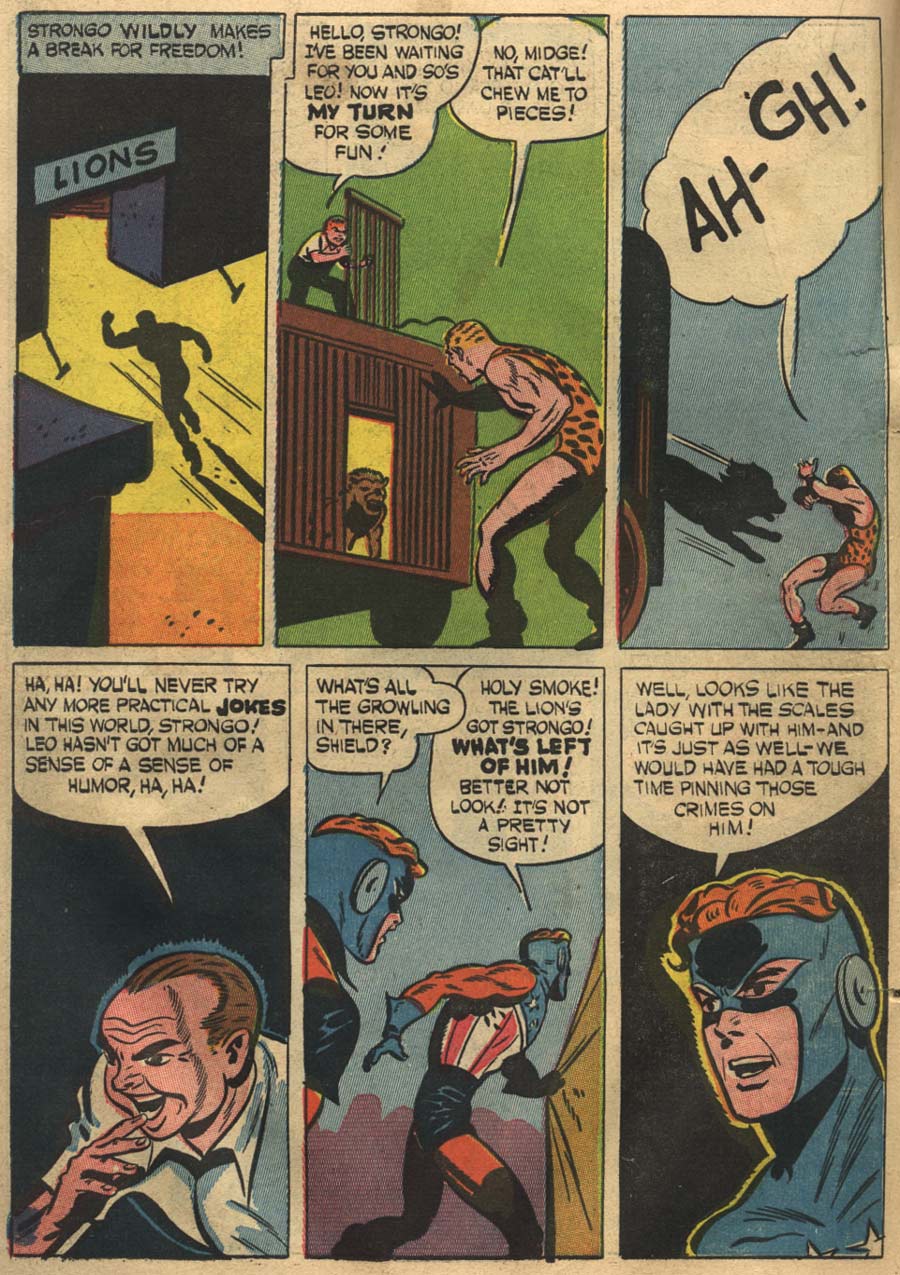 STRONGO WILDLY MAKES
A BREAK FOR FREEDOM!
LIONS
HELLO, STRONGO!
I'VE BEEN WAITING
FOR YOU AND SO'S
LEO! NOW IT'S
MY TURN
FOR SOME
FUN!
NO, MIDGE!
THAT CAT'LL
CHEW ME TO
PIECES!
AH-
GH!
HA, HA! YOU'LL NEVER TRY
ANY MORE PRACTICAL JOKES
IN THIS WORLD, STRONGO!
LEO HASN'T GOT MUCH OF A
SENSE OF A SENSE OF
HUMOR, HA, HA!
WHAT'S ALL
THE GROWLING
IN THERE,
SHIELD?
HOLY SMOKE!
THE LION'S
GOT STRONGO!
WHAT'S LEFT
OF HIM!
BETTER NOT
LOOK! IT'S NOT
A PRETTY
SIGHT!
WELL, LOOKS LIKE THE
LADY WITH THE SCALES
CAUGHT UP WITH HIM-AND
IT'S JUST AS WELL-WE
WOULD HAVE HAD A TOUGH
TIME PINNING THOSE
CRIMES ON
HIM!